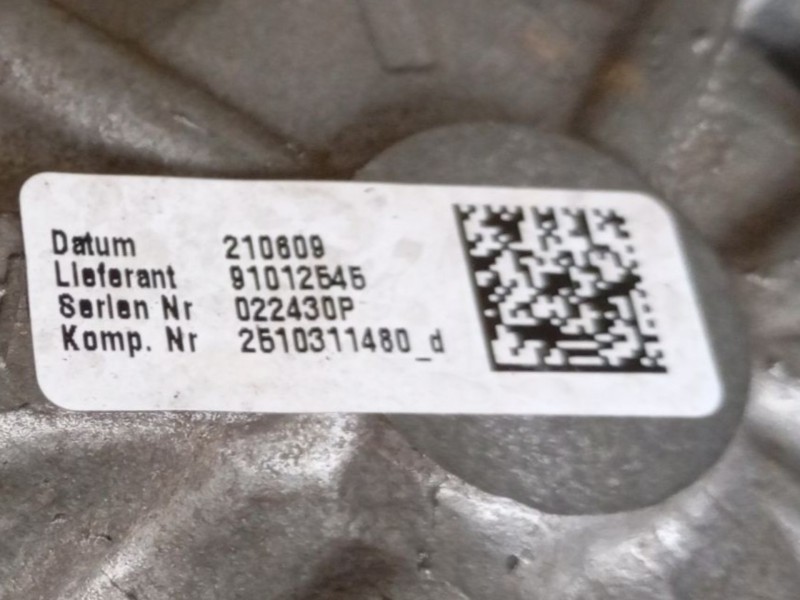 Datum 210609
Lieferant 91012545
Serien Nr 022430P
Komp. Nr 2510311480_d